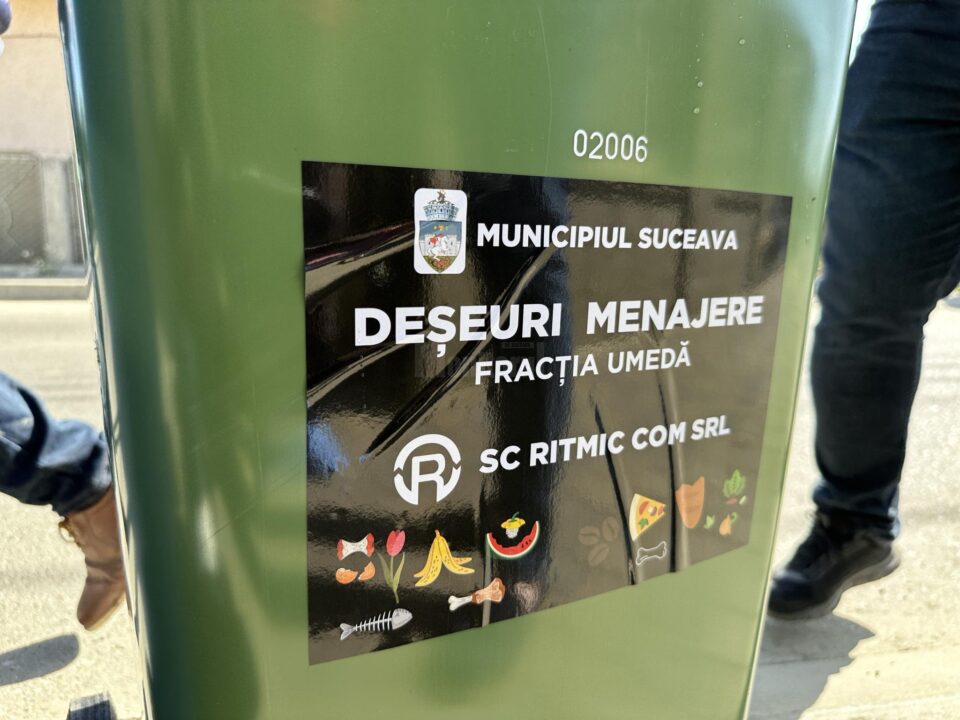 02006
MUNICIPIUL SUCEAVA
DEȘEURI MENAJERE
FRACȚIA UMEDĂ
R
SC RITMIC COM SRL